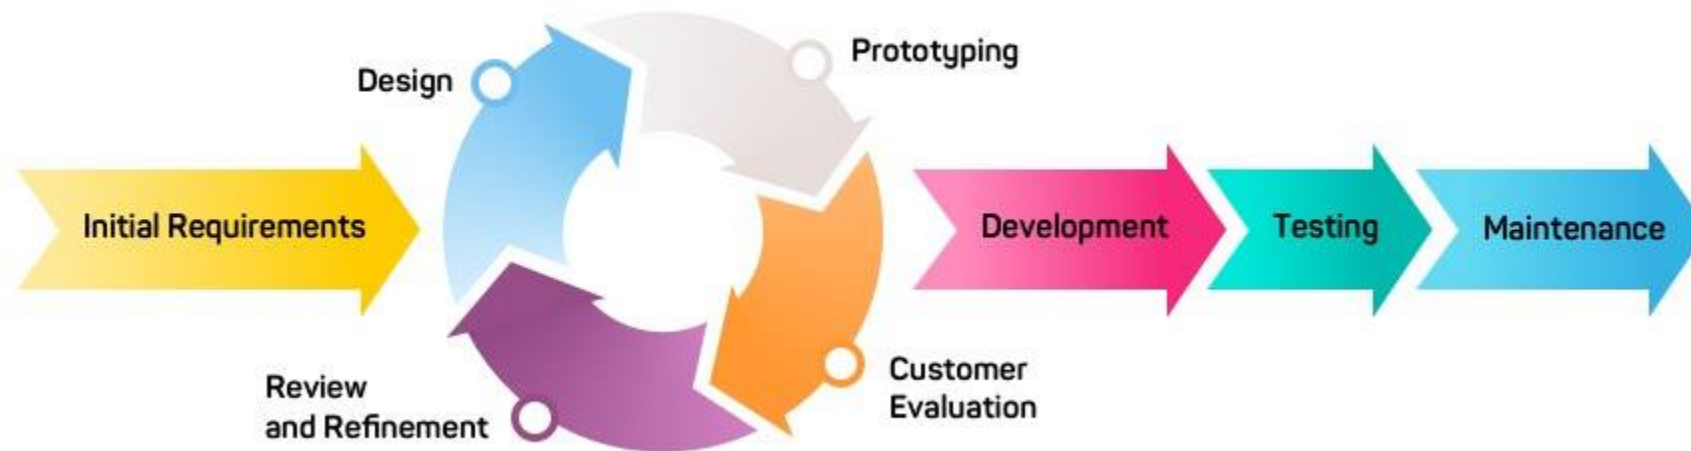 Initial Requirements
Design
Prototyping
Customer
Evaluation
Review
and Refinement
Development
Testing
Maintenance